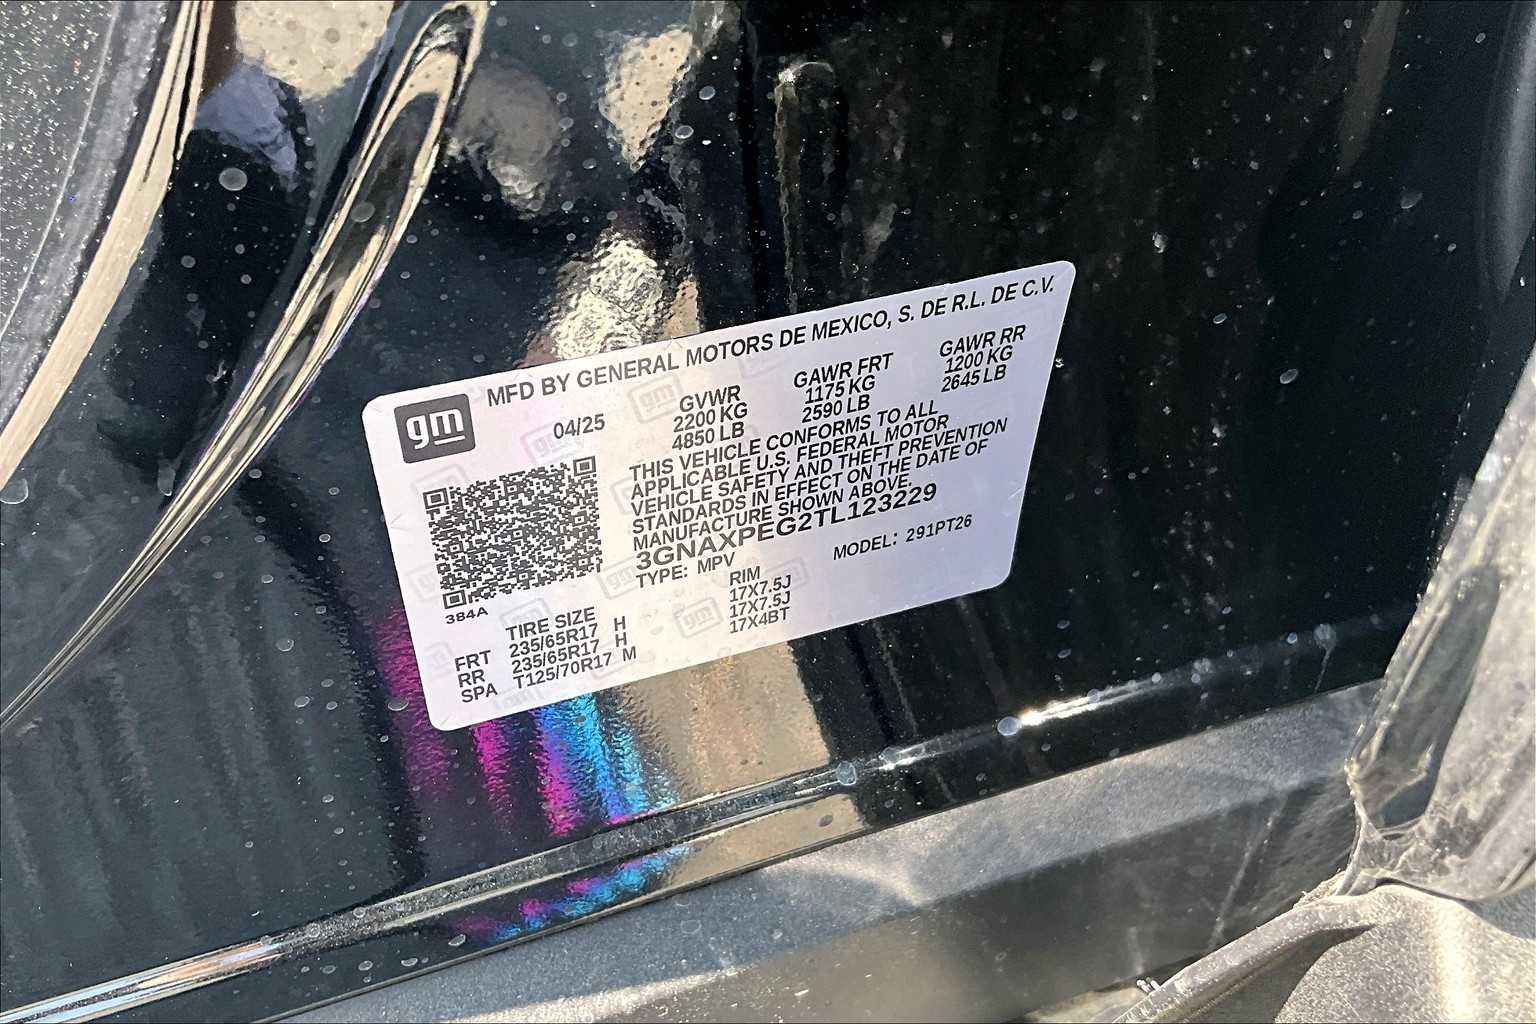 MFD BY GENERAL MOTORS DE MEXICO, S. DE R.L. DE C.V.
gm
04/25
GVWR
2200 KG
4850 LB
GAWR FRT
1175 KG
2590 LB
GAWR RR
1200 KG
2645 LB
THIS VEHICLE CONFORMS TO ALL
APPLICABLE U.S. FEDERAL MOTOR
VEHICLE SAFETY AND THEFT PREVENTION
STANDARDS IN EFFECT ON THE DATE OF
MANUFACTURE SHOWN ABOVE.
3GNAXPEG2TL123229
TYPE: MPV
MODEL: 291PT26
384A
TIRE SIZE RIM
FRT 235/65R17 H 17X7.5J
RR 235/65R17 H 17X7.5J
SPA T125/70R17 M 17X4BT